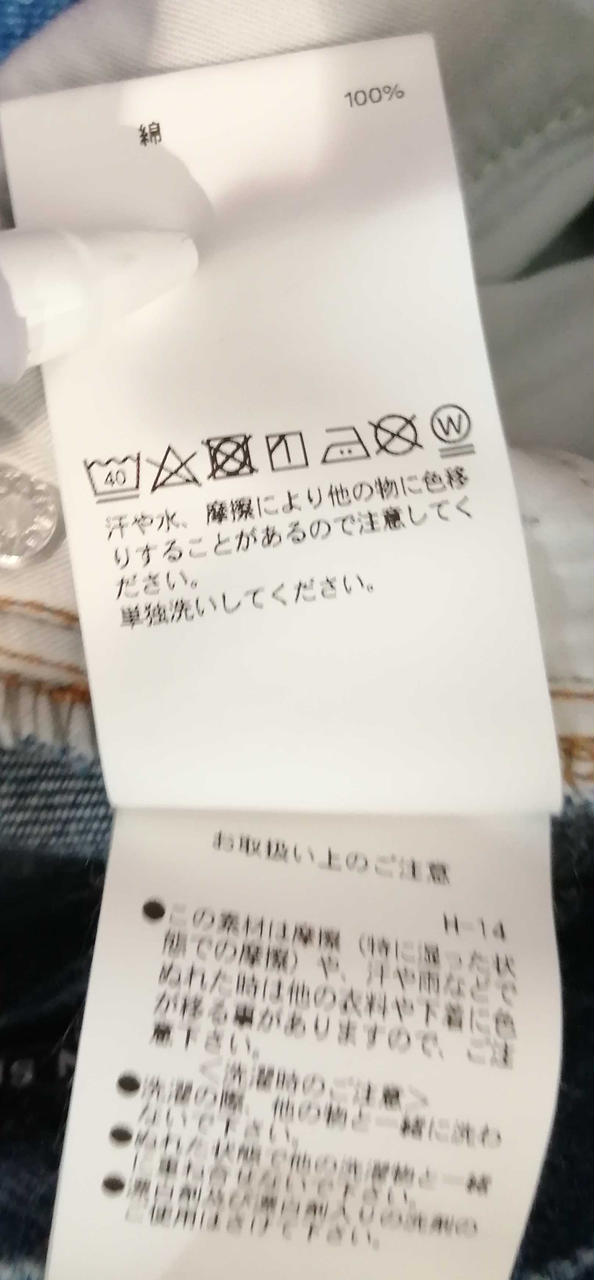 綿 100%
40 W
汗や水、摩擦により他の物に色移
りすることがあるので注意してく
ださい。
単独洗いしてください。
お取扱い上のご注意
H-14
●この素材は摩擦(特に湿った状
態での摩擦)や、汗や雨などで
ぬれた時は他の衣料や下着に色
が移る事がありますので、ご注
意下さい。
<洗濯時のご注意>
●洗濯の際、他の物と一緒に洗わ
ないで下さい。
●ぬれた状態で他の洗濯物と一緒
に重ね合せないで下さい。
●漂白剤及び漂白剤入りの洗剤の
ご使用はさけて下さい。